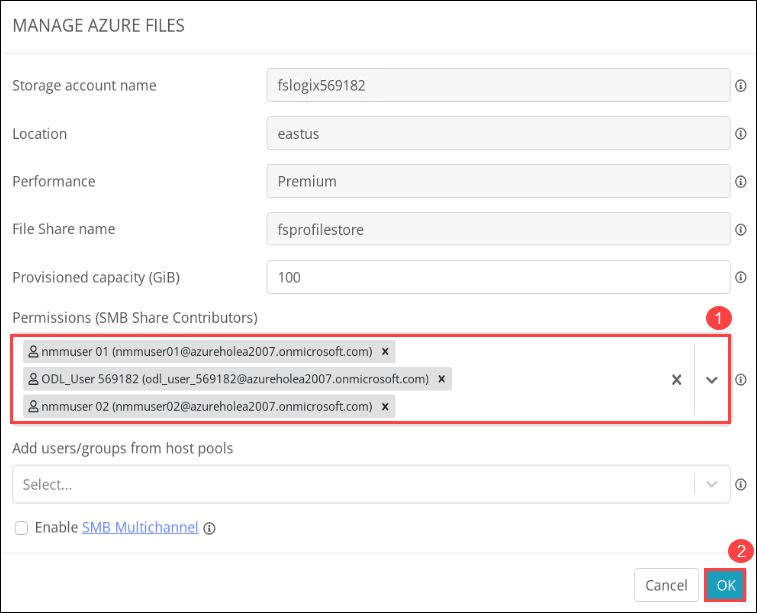 MANAGE AZURE FILES
Storage account name
fslogix569182
Location
eastus
Performance
Premium
File Share name
fsprofilestore
Provisioned capacity (GiB)
100
Permissions (SMB Share Contributors)
1
nmmuser 01 (nmmuser01@azureholea2007.onmicrosoft.com) x
ODL_User 569182 (odl_user_569182@azureholea2007.onmicrosoft.com) x
nmmuser 02 (nmmuser02@azureholea2007.onmicrosoft.com) x
Add users/groups from host pools
Select...
Enable SMB Multichannel
2
Cancel OK